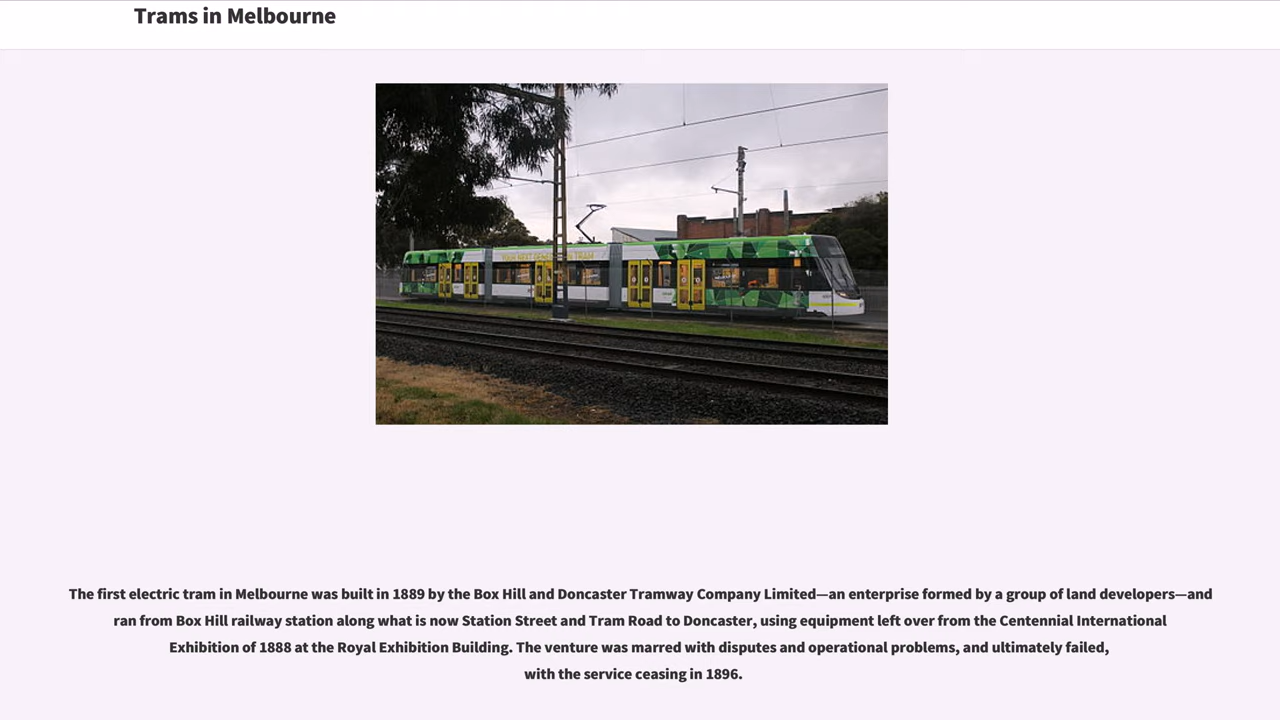 Trams in Melbourne
The first electric tram in Melbourne was built in 1889 by the Box Hill and Doncaster Tramway Company Limited—an enterprise formed by a group of land developers—and
ran from Box Hill railway station along what is now Station Street and Tram Road to Doncaster, using equipment left over from the Centennial International
Exhibition of 1888 at the Royal Exhibition Building. The venture was marred with disputes and operational problems, and ultimately failed,
with the service ceasing in 1896.